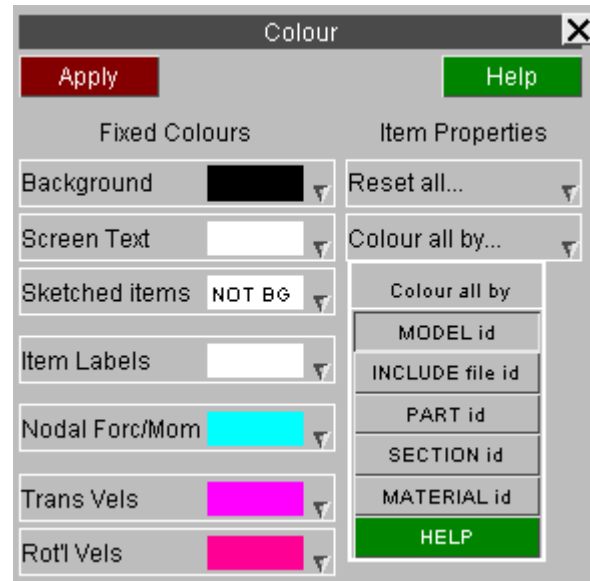 Colour
Apply
Help
Fixed Colours
Item Properties
Background
Reset all...
Screen Text
Colour all by...
Sketched items NOT BG
Colour all by
MODEL id
Item Labels
INCLUDE file id
PART id
Nodal Forc/Mom
SECTION id
Trans Vels
MATERIAL id
HELP
Rot'l Vels